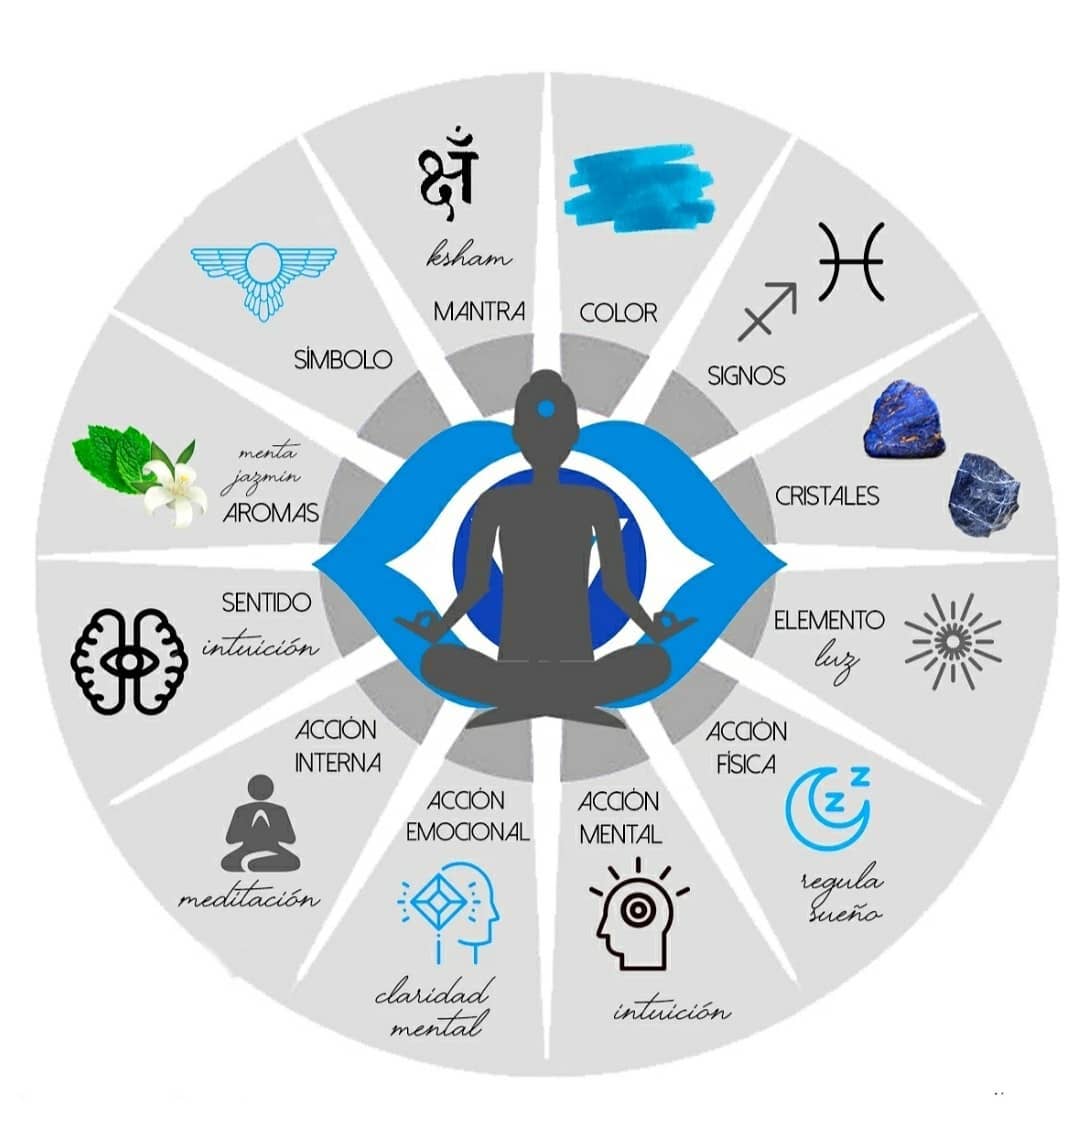 क्षँ
ksham
MANTRA
COLOR
SIGNOS
CRISTALES
ELEMENTO
luz
ACCIÓN
FÍSICA
z z
z
regula
sueño
ACCIÓN
MENTAL
intuición
ACCIÓN
EMOCIONAL
claridad
mental
ACCIÓN
INTERNA
meditación
SENTIDO
intuición
menta
jazmín
AROMAS
SÍMBOLO